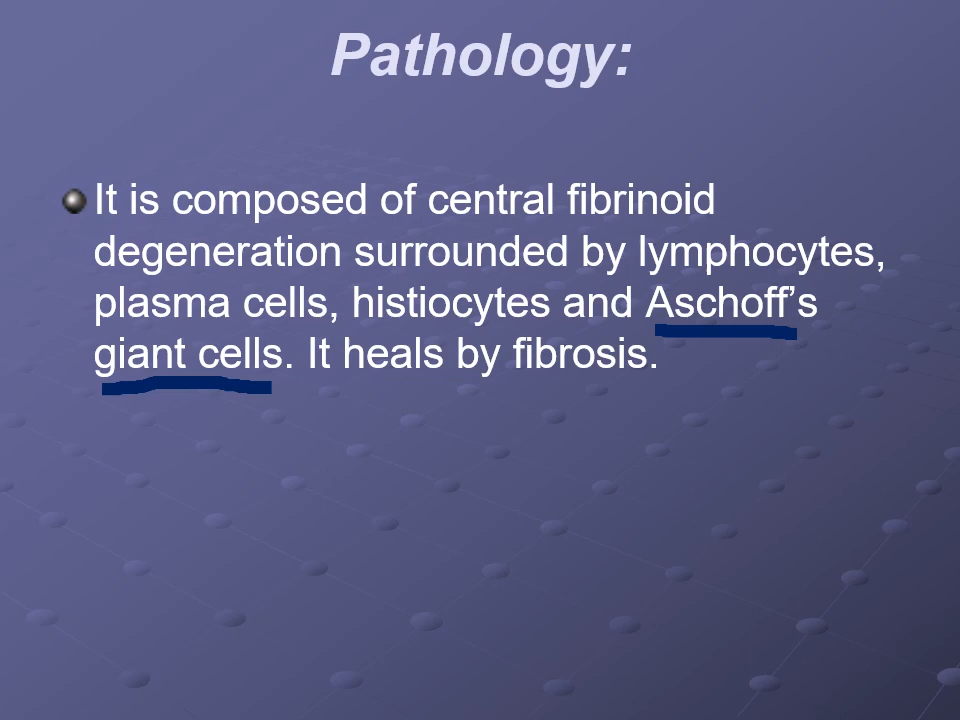 Pathology:
It is composed of central fibrinoid
degeneration surrounded by lymphocytes,
plasma cells, histiocytes and Aschoff’s
giant cells. It heals by fibrosis.